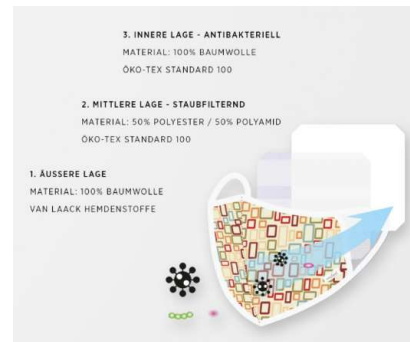 3. INNERE LAGE - ANTIBAKTERIELL
MATERIAL: 100% BAUMWOLLE
ÖKO-TEX STANDARD 100
2. MITTLERE LAGE - STAUBFILTERND
MATERIAL: 50% POLYESTER / 50% POLYAMID
ÖKO-TEX STANDARD 100
1. ÄUSSERE LAGE
MATERIAL: 100% BAUMWOLLE
VAN LAACK HEMDENSTOFFE